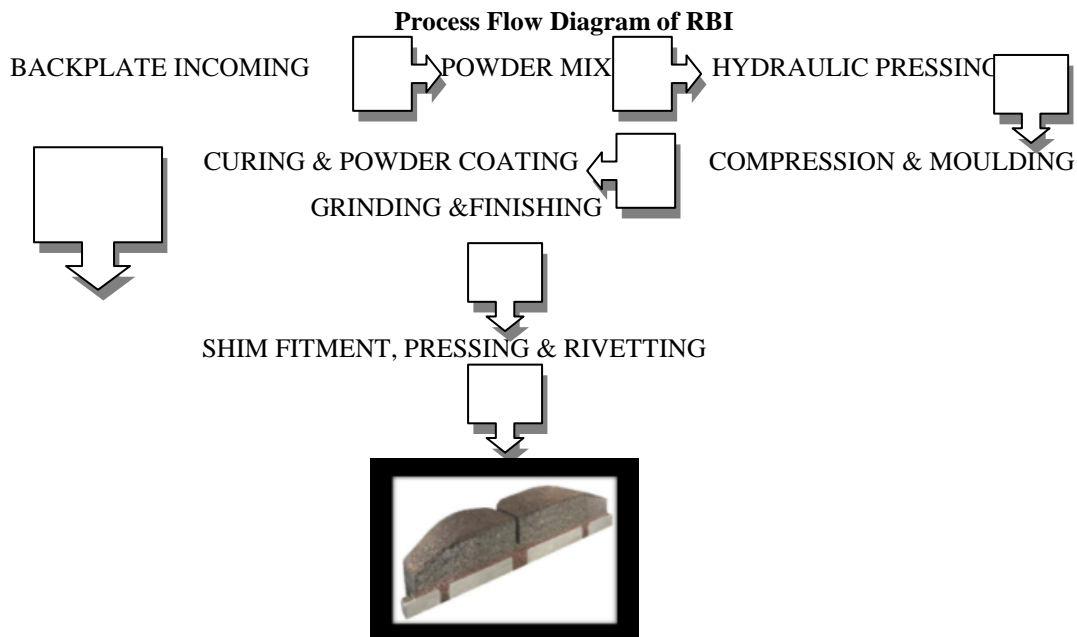 Process Flow Diagram of RBI
BACKPLATE INCOMING POWDER MIX HYDRAULIC PRESSING
CURING & POWDER COATING COMPRESSION & MOULDING
GRINDING &FINISHING
SHIM FITMENT, PRESSING & RIVETTING